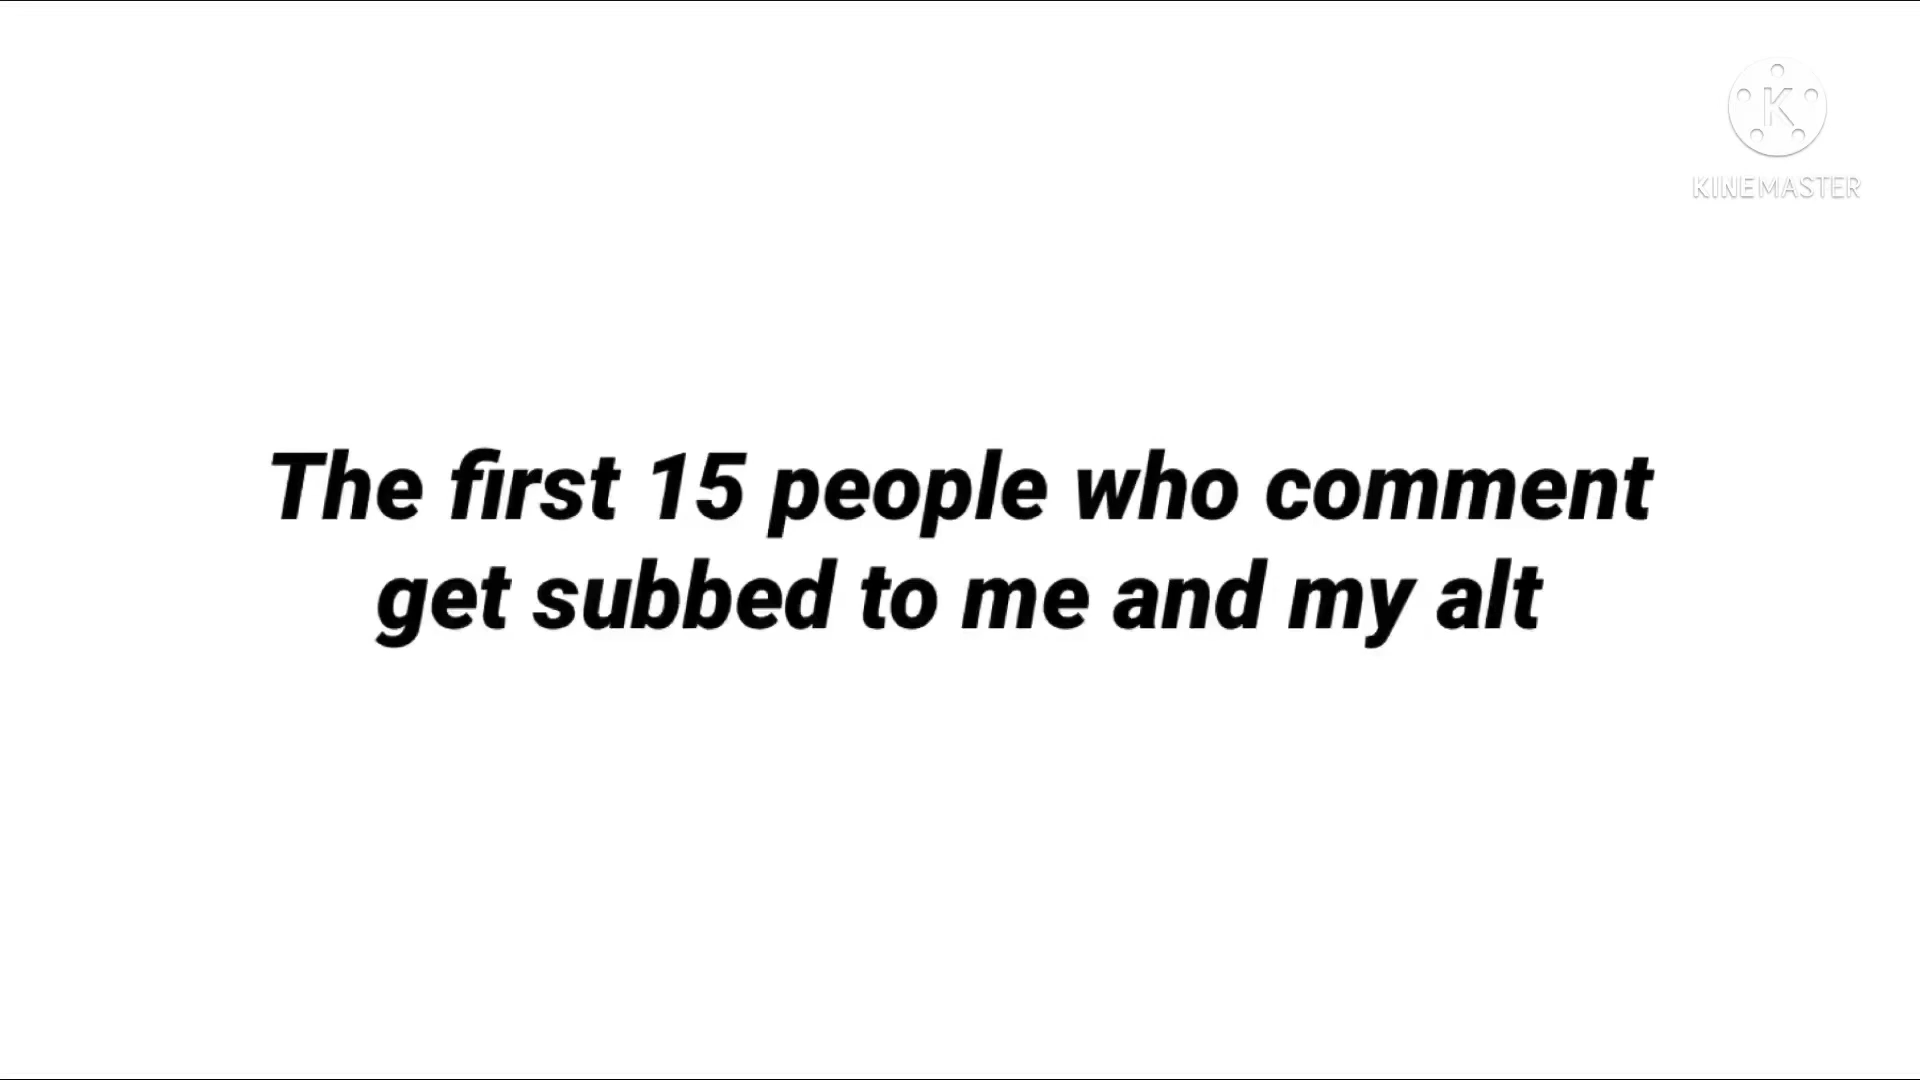 K
KINEMASTER
The first 15 people who comment
get subbed to me and my alt